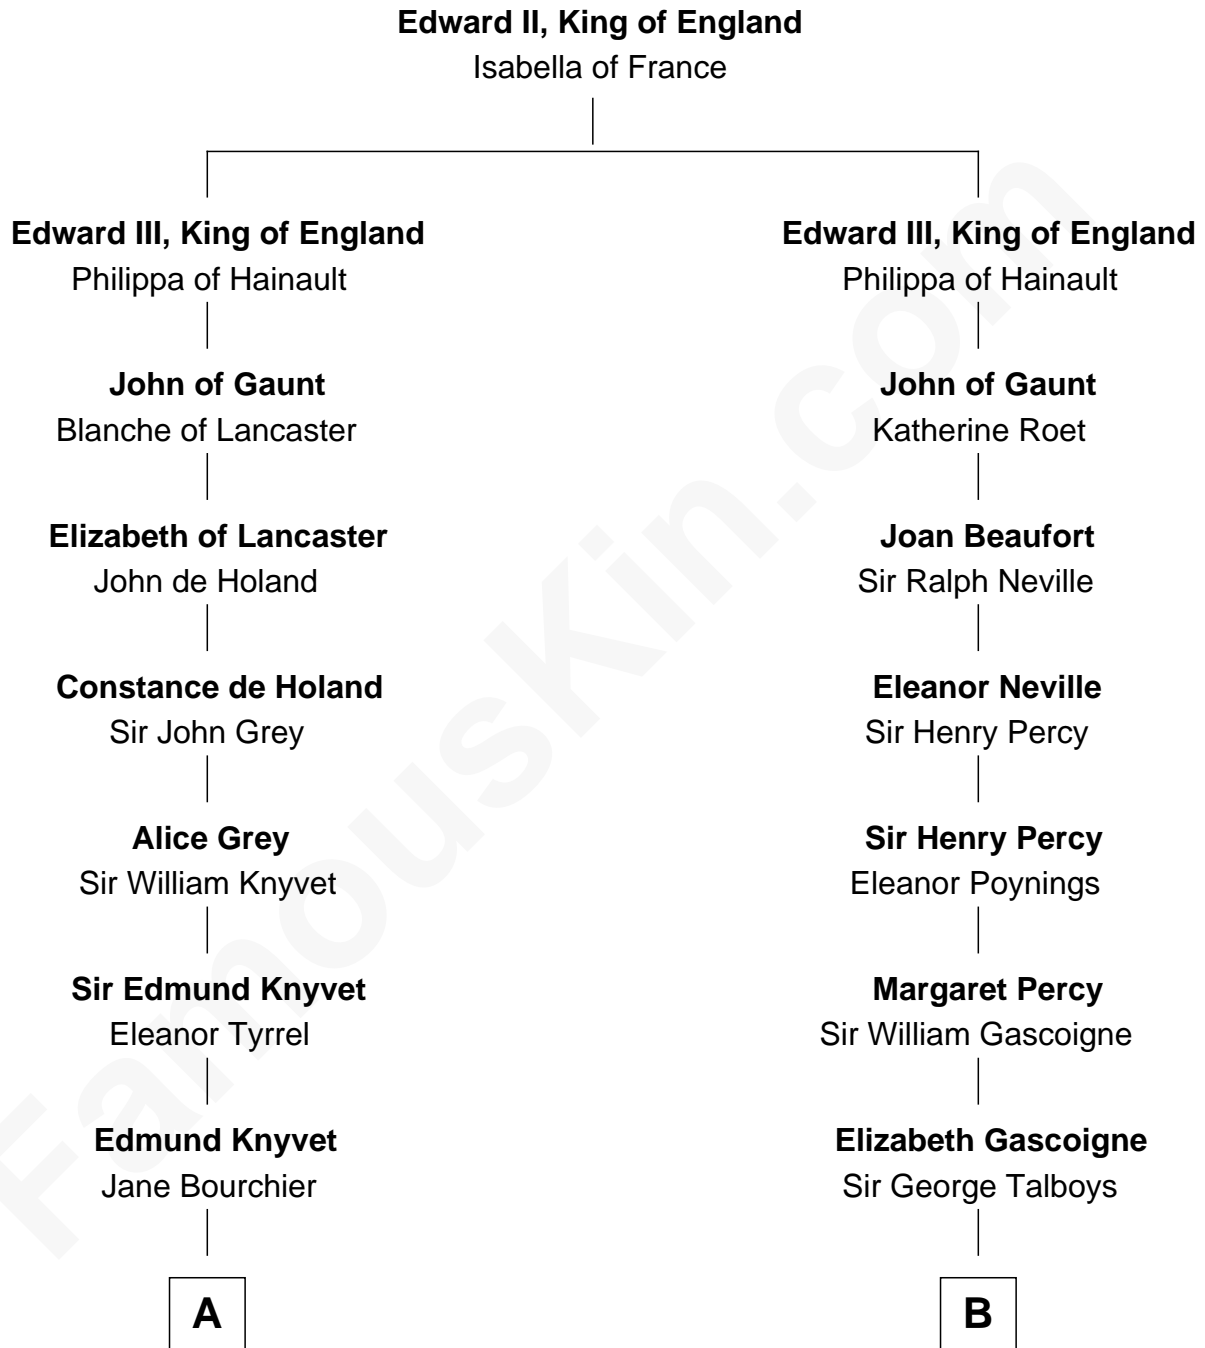 Edward II, King of England
Isabella of France
Edward III, King of England
Philippa of Hainault
John of Gaunt
Blanche of Lancaster
Elizabeth of Lancaster
John de Holand
Constance de Holand
Sir John Grey
Alice Grey
Sir William Knyvet
Sir Edmund Knyvet
Eleanor Tyrrel
Edmund Knyvet
Jane Bourchier
A
Edward III, King of England
Philippa of Hainault
John of Gaunt
Katherine Roet
Joan Beaufort
Sir Ralph Neville
Eleanor Neville
Sir Henry Percy
Sir Henry Percy
Eleanor Poynings
Margaret Percy
Sir William Gascoigne
Elizabeth Gascoigne
Sir George Talboys
B
FamousKin.com